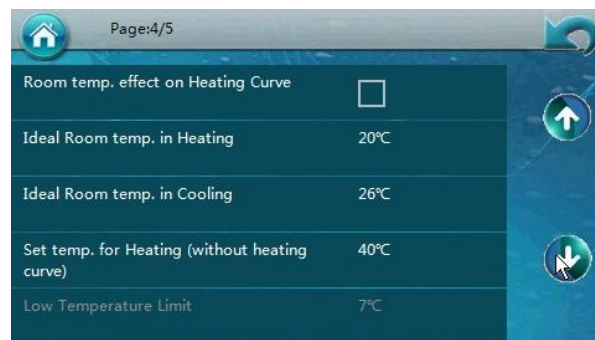 Page:4/5
Room temp. effect on Heating Curve
Ideal Room temp. in Heating 20℃
Ideal Room temp. in Cooling 26℃
Set temp. for Heating (without heating 40℃
curve)
Low Temperature Limit 7℃